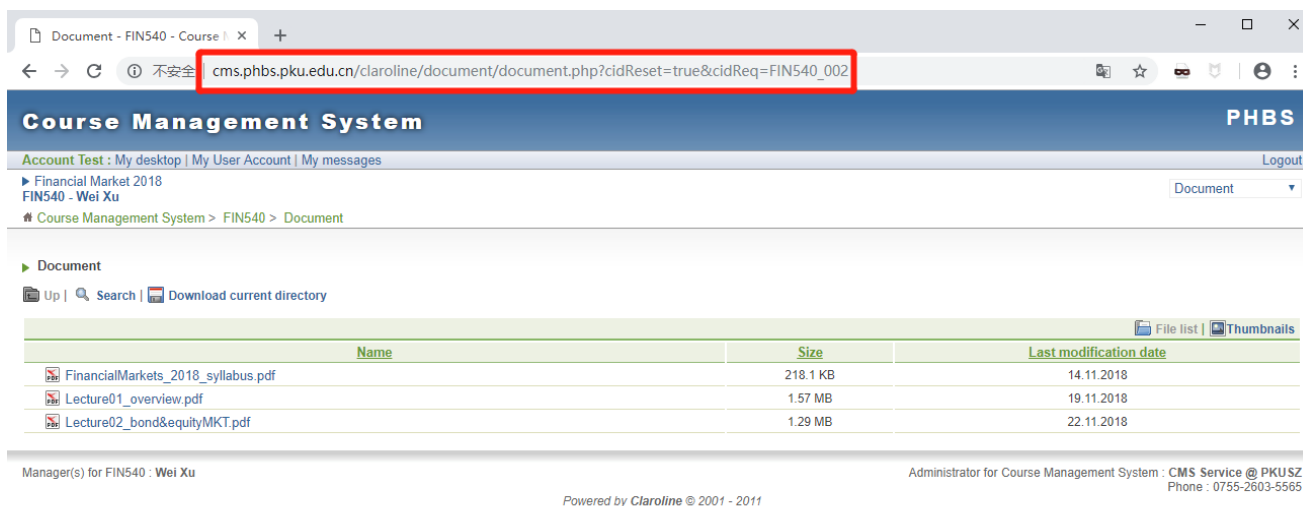 Document - FIN540 - Course
不安全 cms.phbs.pku.edu.cn/claroline/document/document.php?cidReset=true&cidReq=FIN540_002
Course Management System PHBS
Account Test : My desktop | My User Account | My messages Logout
Financial Market 2018
FIN540 - Wei Xu Document
Course Management System > FIN540 > Document
Document
Up | Search | Download current directory
File list | Thumbnails
Name Size Last modification date
FinancialMarkets_2018_syllabus.pdf 218.1 KB 14.11.2018
Lecture01_overview.pdf 1.57 MB 19.11.2018
Lecture02_bond&equityMKT.pdf 1.29 MB 22.11.2018
Manager(s) for FIN540 : Wei Xu Administrator for Course Management System : CMS Service @ PKUSZ
Phone : 0755-2603-5565
Powered by Claroline © 2001 - 2011